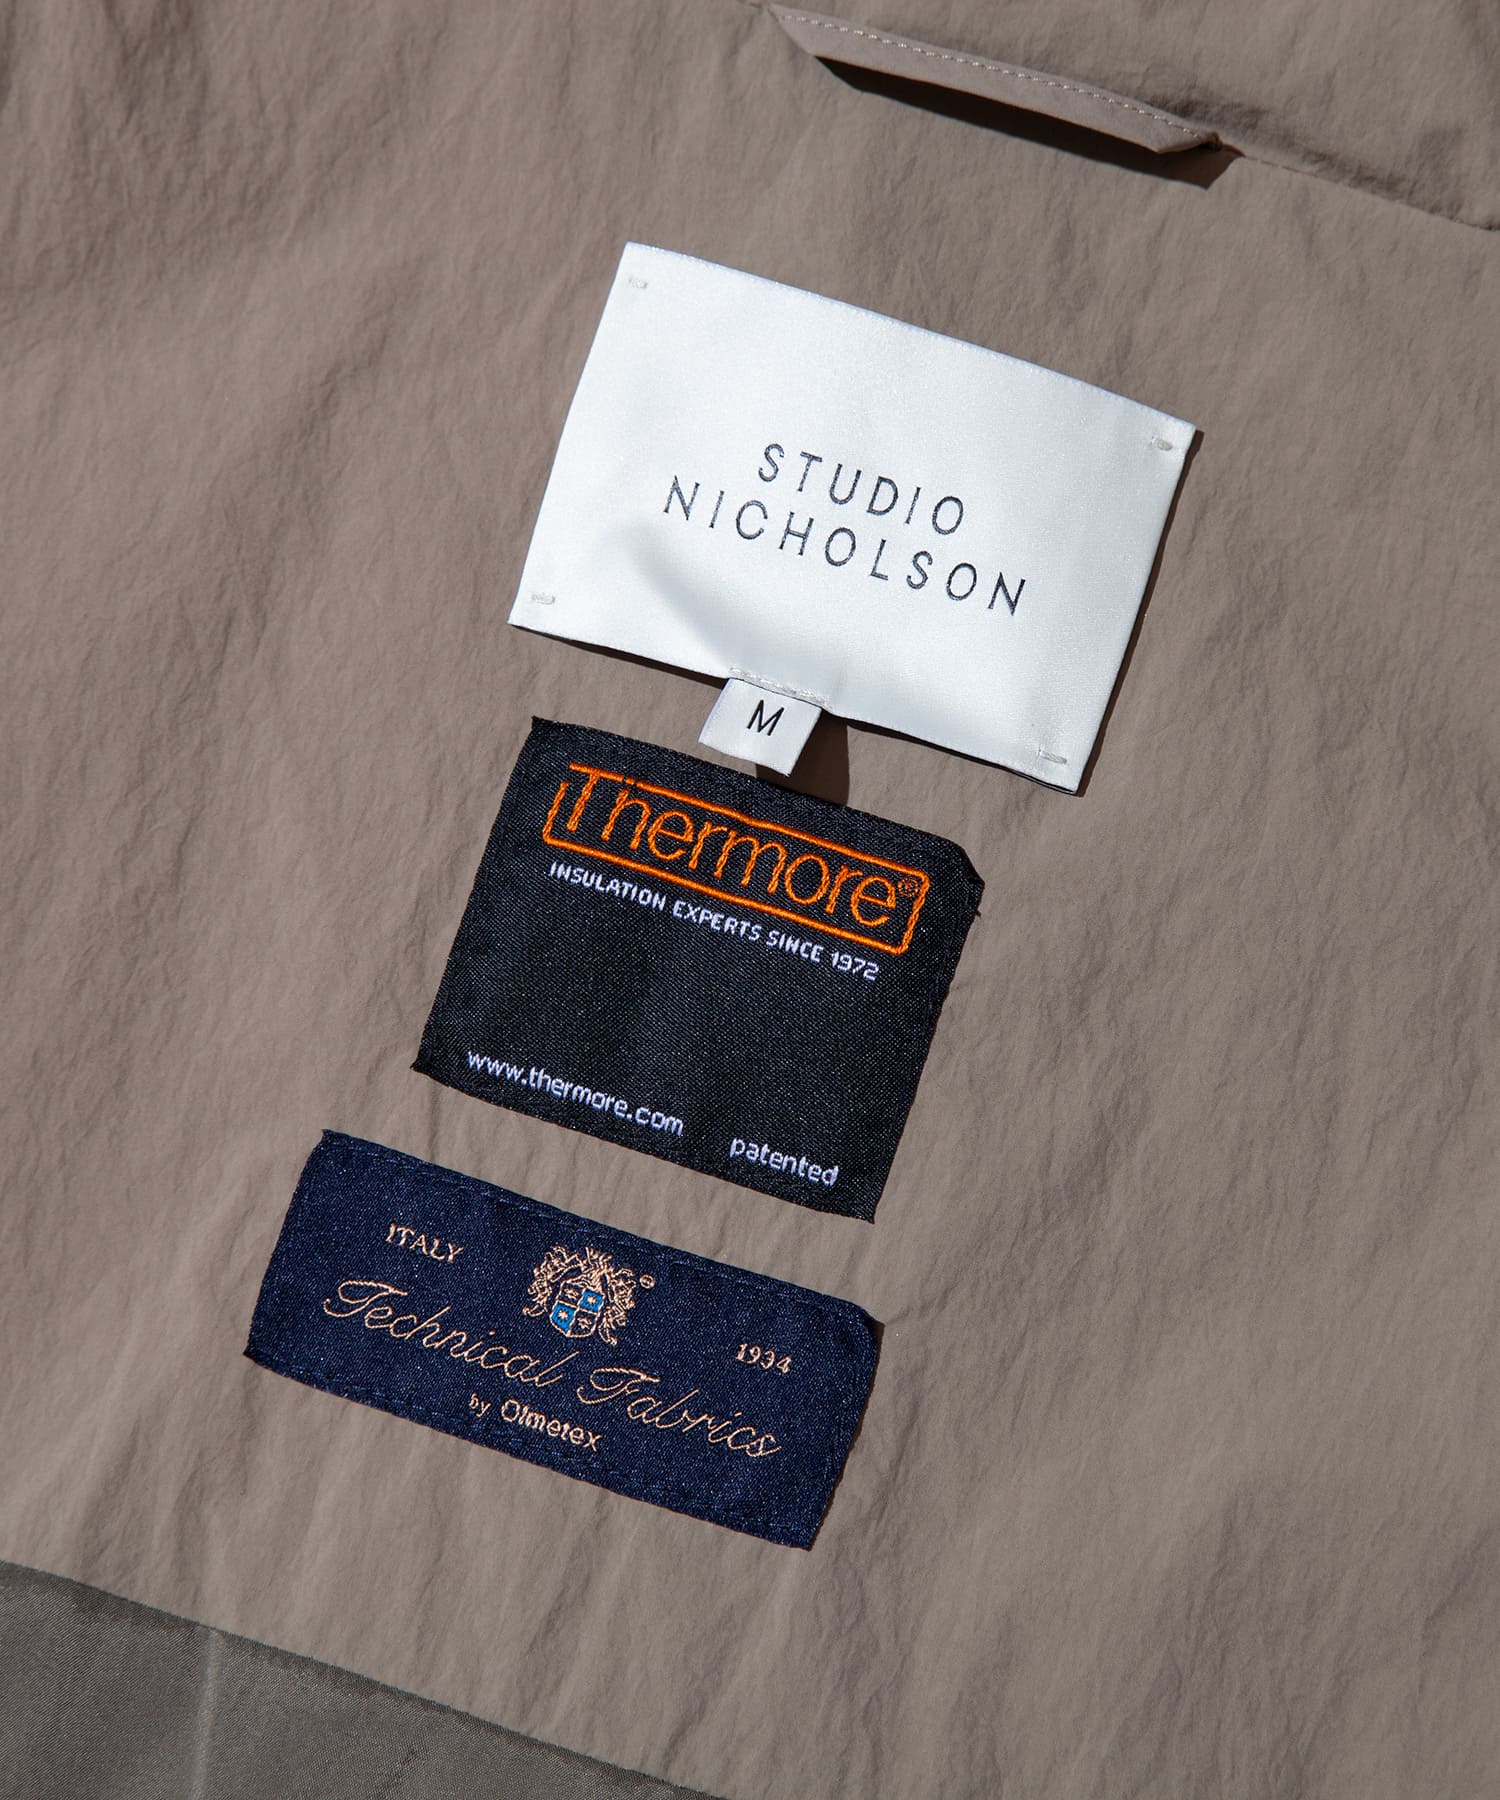 STUDIO
NICHOLSON
M
Thermore®
INSULATION EXPERTS SINCE 1972
www.thermore.com patented
ITALY
1934
Technical Fabrics
by Olmetex